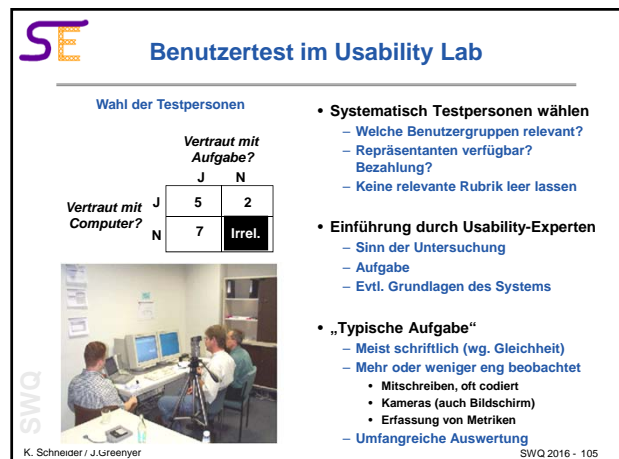 SE
Benutzertest im Usability Lab
Wahl der Testpersonen
Vertraut mit
Aufgabe?
J N
Vertraut mit
Computer?
J 5 2
N 7 Irrel.
• Systematisch Testpersonen wählen
– Welche Benutzergruppen relevant?
– Repräsentanten verfügbar?
Bezahlung?
– Keine relevante Rubrik leer lassen
• Einführung durch Usability-Experten
– Sinn der Untersuchung
– Aufgabe
– Evtl. Grundlagen des Systems
• „Typische Aufgabe“
– Meist schriftlich (wg. Gleichheit)
– Mehr oder weniger eng beobachtet
• Mitschreiben, oft codiert
• Kameras (auch Bildschirm)
• Erfassung von Metriken
– Umfangreiche Auswertung
SWQ
K. Schneider / J.Greenyer
SWQ 2016 - 105